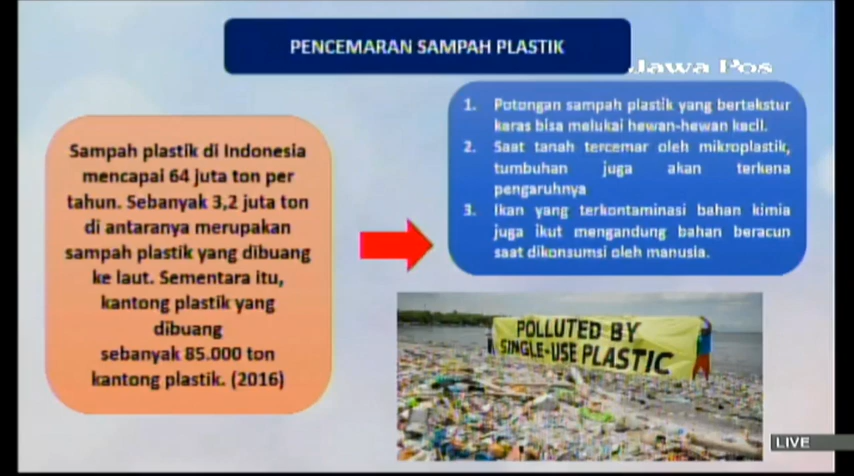 PENCEMARAN SAMPAH PLASTIK
Jawa Pos
Sampah plastik di Indonesia
mencapai 64 juta ton per
tahun. Sebanyak 3,2 juta ton
di antaranya merupakan
sampah plastik yang dibuang
ke laut. Sementara itu,
kantong plastik yang
dibuang
sebanyak 85.000 ton
kantong plastik. (2016)
1. Potongan sampah plastik yang bertekstur
keras bisa melukai hewan-hewan kecil.
2. Saat tanah tercemar oleh mikroplastik,
tumbuhan juga akan terkena
pengaruhnya
3. Ikan yang terkontaminasi bahan kimia
juga ikut mengandung bahan beracun
saat dikonsumsi oleh manusia.
POLLUTED BY
SINGLE-USE PLASTIC
LIVE